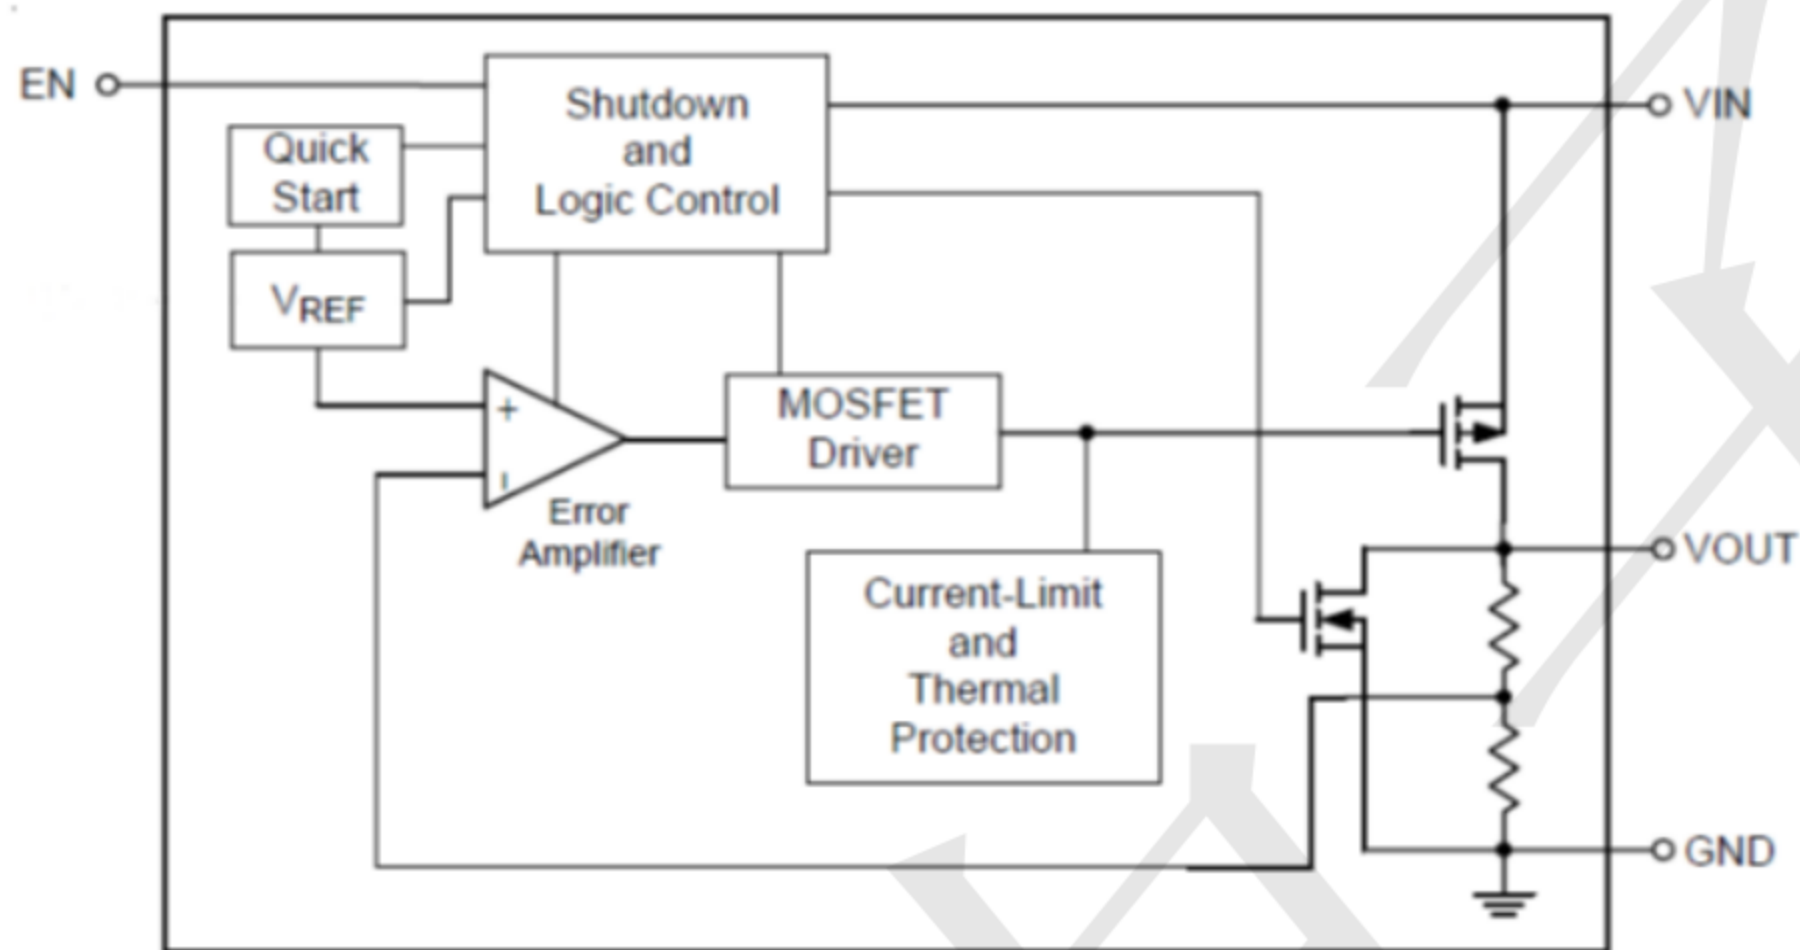 EN
Shutdown
and
Logic Control
VIN
Quick
Start
VREF
+
MOSFET
Driver
Error
Amplifier
VOUT
Current-Limit
and
Thermal
Protection
GND